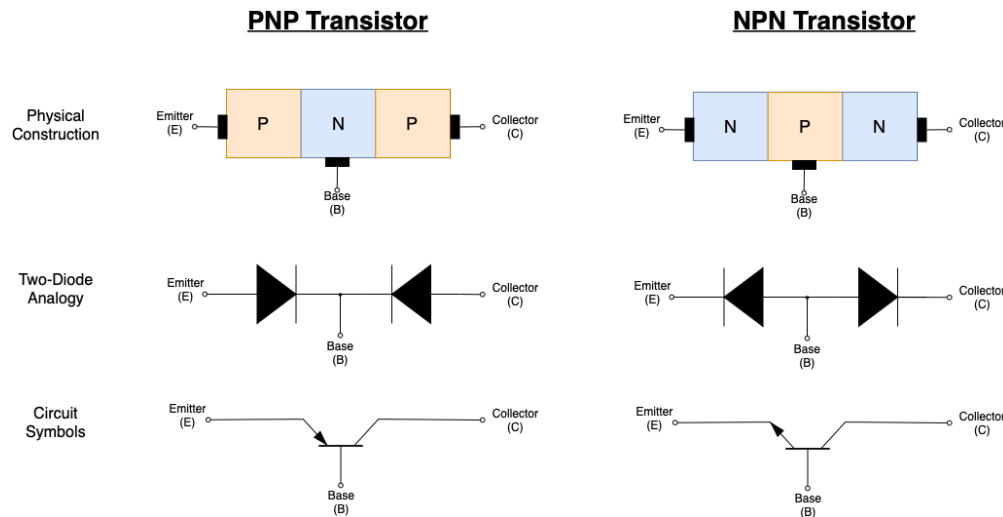 PNP Transistor
NPN Transistor
Physical
Construction
Emitter
(E)
P
N
P
Collector
(C)
Base
(B)
Emitter
(E)
N
P
N
Collector
(C)
Base
(B)
Two-Diode
Analogy
Emitter
(E)
Collector
(C)
Base
(B)
Emitter
(E)
Collector
(C)
Base
(B)
Circuit
Symbols
Emitter
(E)
Collector
(C)
Base
(B)
Emitter
(E)
Collector
(C)
Base
(B)